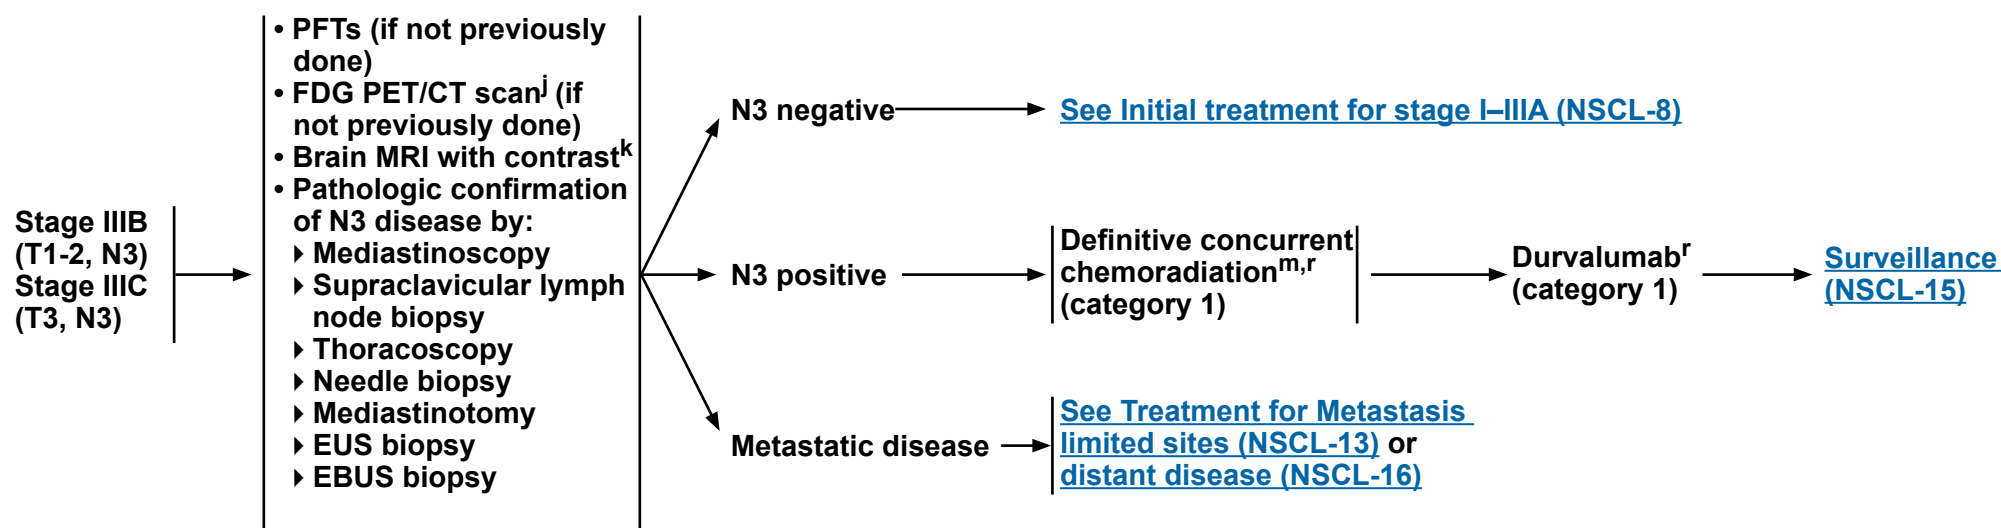 Stage IIIB
(T1-2, N3)
Stage IIIC
(T3, N3)
• PFTs (if not previously
done)
• FDG PET/CT scanj (if
not previously done)
• Brain MRI with contrastk
• Pathologic confirmation
of N3 disease by:
▸ Mediastinoscopy
▸ Supraclavicular lymph
node biopsy
▸ Thoracoscopy
▸ Needle biopsy
▸ Mediastinotomy
▸ EUS biopsy
▸ EBUS biopsy
N3 negative
See Initial treatment for stage I–IIIA (NSCL-8)
N3 positive
Definitive concurrent
chemoradiationm,r
(category 1)
Durvalumabr
(category 1)
Surveillance
(NSCL-15)
Metastatic disease
See Treatment for Metastasis
limited sites (NSCL-13) or
distant disease (NSCL-16)